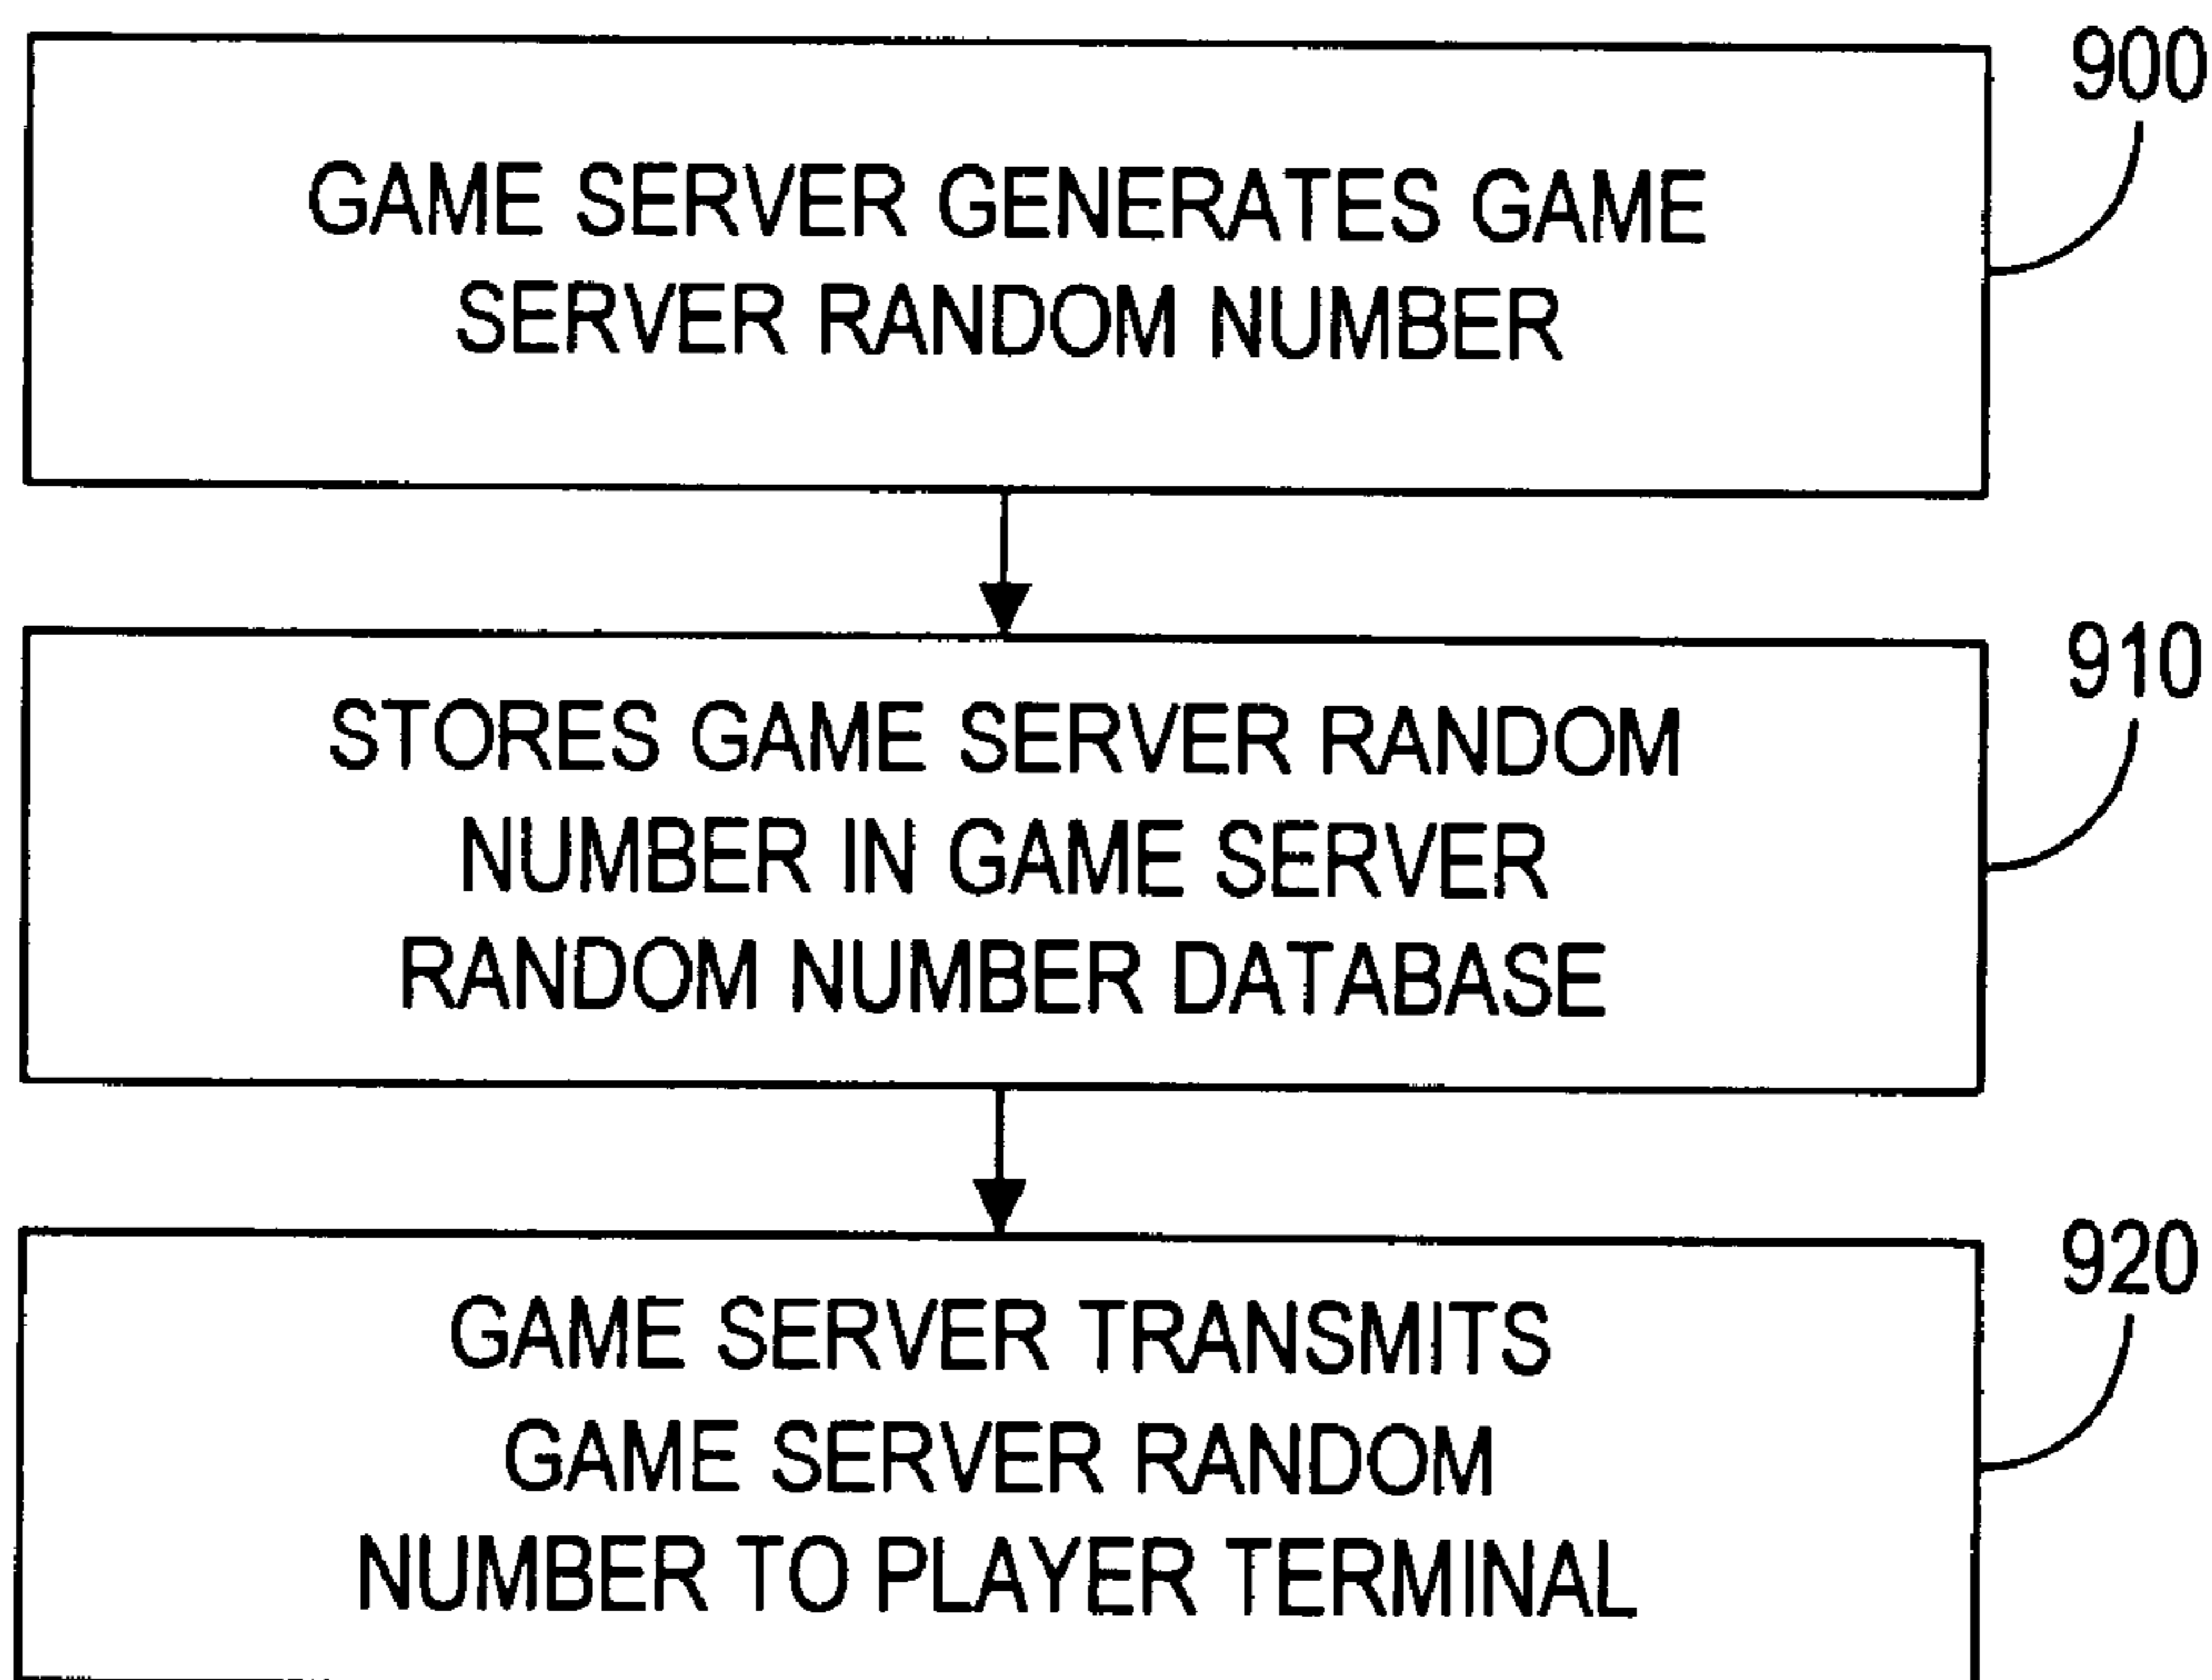 900
GAME SERVER GENERATES GAME
SERVER RANDOM NUMBER
910
STORES GAME SERVER RANDOM
NUMBER IN GAME SERVER
RANDOM NUMBER DATABASE
920
GAME SERVER TRANSMITS
GAME SERVER RANDOM
NUMBER TO PLAYER TERMINAL